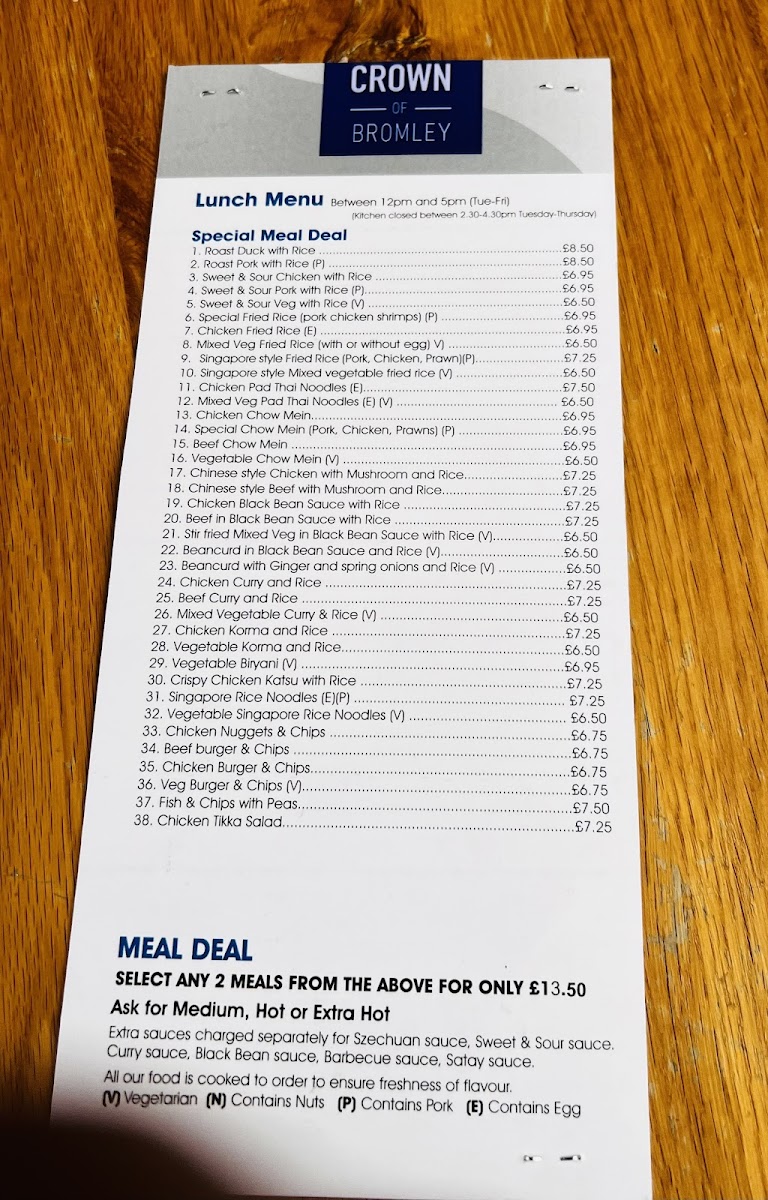 CROWN
OF
BROMLEY
Lunch Menu Between 12pm and 5pm (Tue-Fri)
(Kitchen closed between 2.30-4.30pm Tuesday-Thursday)
Special Meal Deal
1. Roast Duck with Rice ........ £8.50
2. Roast Pork with Rice (P) ........ £8.50
3. Sweet & Sour Chicken with Rice ........ £6.95
4. Sweet & Sour Pork with Rice (P) ........ £6.95
5. Sweet & Sour Veg with Rice (V) ........ £6.50
6. Special Fried Rice (pork chicken shrimps) (P) ........ £6.95
7. Chicken Fried Rice (E) ........ £6.95
8. Mixed Veg Fried Rice (with or without egg) V) ........ £6.50
9. Singapore style Fried Rice (Pork, Chicken, Prawn)(P) ........ £7.25
10. Singapore style Mixed vegetable fried rice (V) ........ £6.50
11. Chicken Pad Thai Noodles (E) ........ £7.50
12. Mixed Veg Pad Thai Noodles (E) (V) ........ £6.50
13. Chicken Chow Mein ........ £6.95
14. Special Chow Mein (Pork, Chicken, Prawns) (P) ........ £6.95
15. Beef Chow Mein ........ £6.95
16. Vegetable Chow Mein (V) ........ £6.50
17. Chinese style Chicken with Mushroom and Rice ........ £7.25
18. Chinese style Beef with Mushroom and Rice ........ £7.25
19. Chicken Black Bean Sauce with Rice ........ £7.25
20. Beef in Black Bean Sauce with Rice ........ £7.25
21. Stir fried Mixed Veg in Black Bean Sauce with Rice (V) ........ £6.50
22. Beancurd in Black Bean Sauce and Rice (V) ........ £6.50
23. Beancurd with Ginger and spring onions and Rice (V) ........ £6.50
24. Chicken Curry and Rice ........ £7.25
25. Beef Curry and Rice ........ £7.25
26. Mixed Vegetable Curry & Rice (V) ........ £6.50
27. Chicken Korma and Rice ........ £7.25
28. Vegetable Korma and Rice ........ £6.50
29. Vegetable Biryani (V) ........ £6.95
30. Crispy Chicken Katsu with Rice ........ £7.25
31. Singapore Rice Noodles (E)(P) ........ £7.25
32. Vegetable Singapore Rice Noodles (V) ........ £6.50
33. Chicken Nuggets & Chips ........ £6.75
34. Beef burger & Chips ........ £6.75
35. Chicken Burger & Chips ........ £6.75
36. Veg Burger & Chips (V) ........ £6.75
37. Fish & Chips with Peas ........ £7.50
38. Chicken Tikka Salad ........ £7.25
MEAL DEAL
SELECT ANY 2 MEALS FROM THE ABOVE FOR ONLY £13.50
Ask for Medium, Hot or Extra Hot
Extra sauces charged separately for Szechuan sauce, Sweet & Sour sauce.
Curry sauce, Black Bean sauce, Barbecue sauce, Satay sauce.
All our food is cooked to order to ensure freshness of flavour.
(V) Vegetarian (N) Contains Nuts (P) Contains Pork (E) Contains Egg